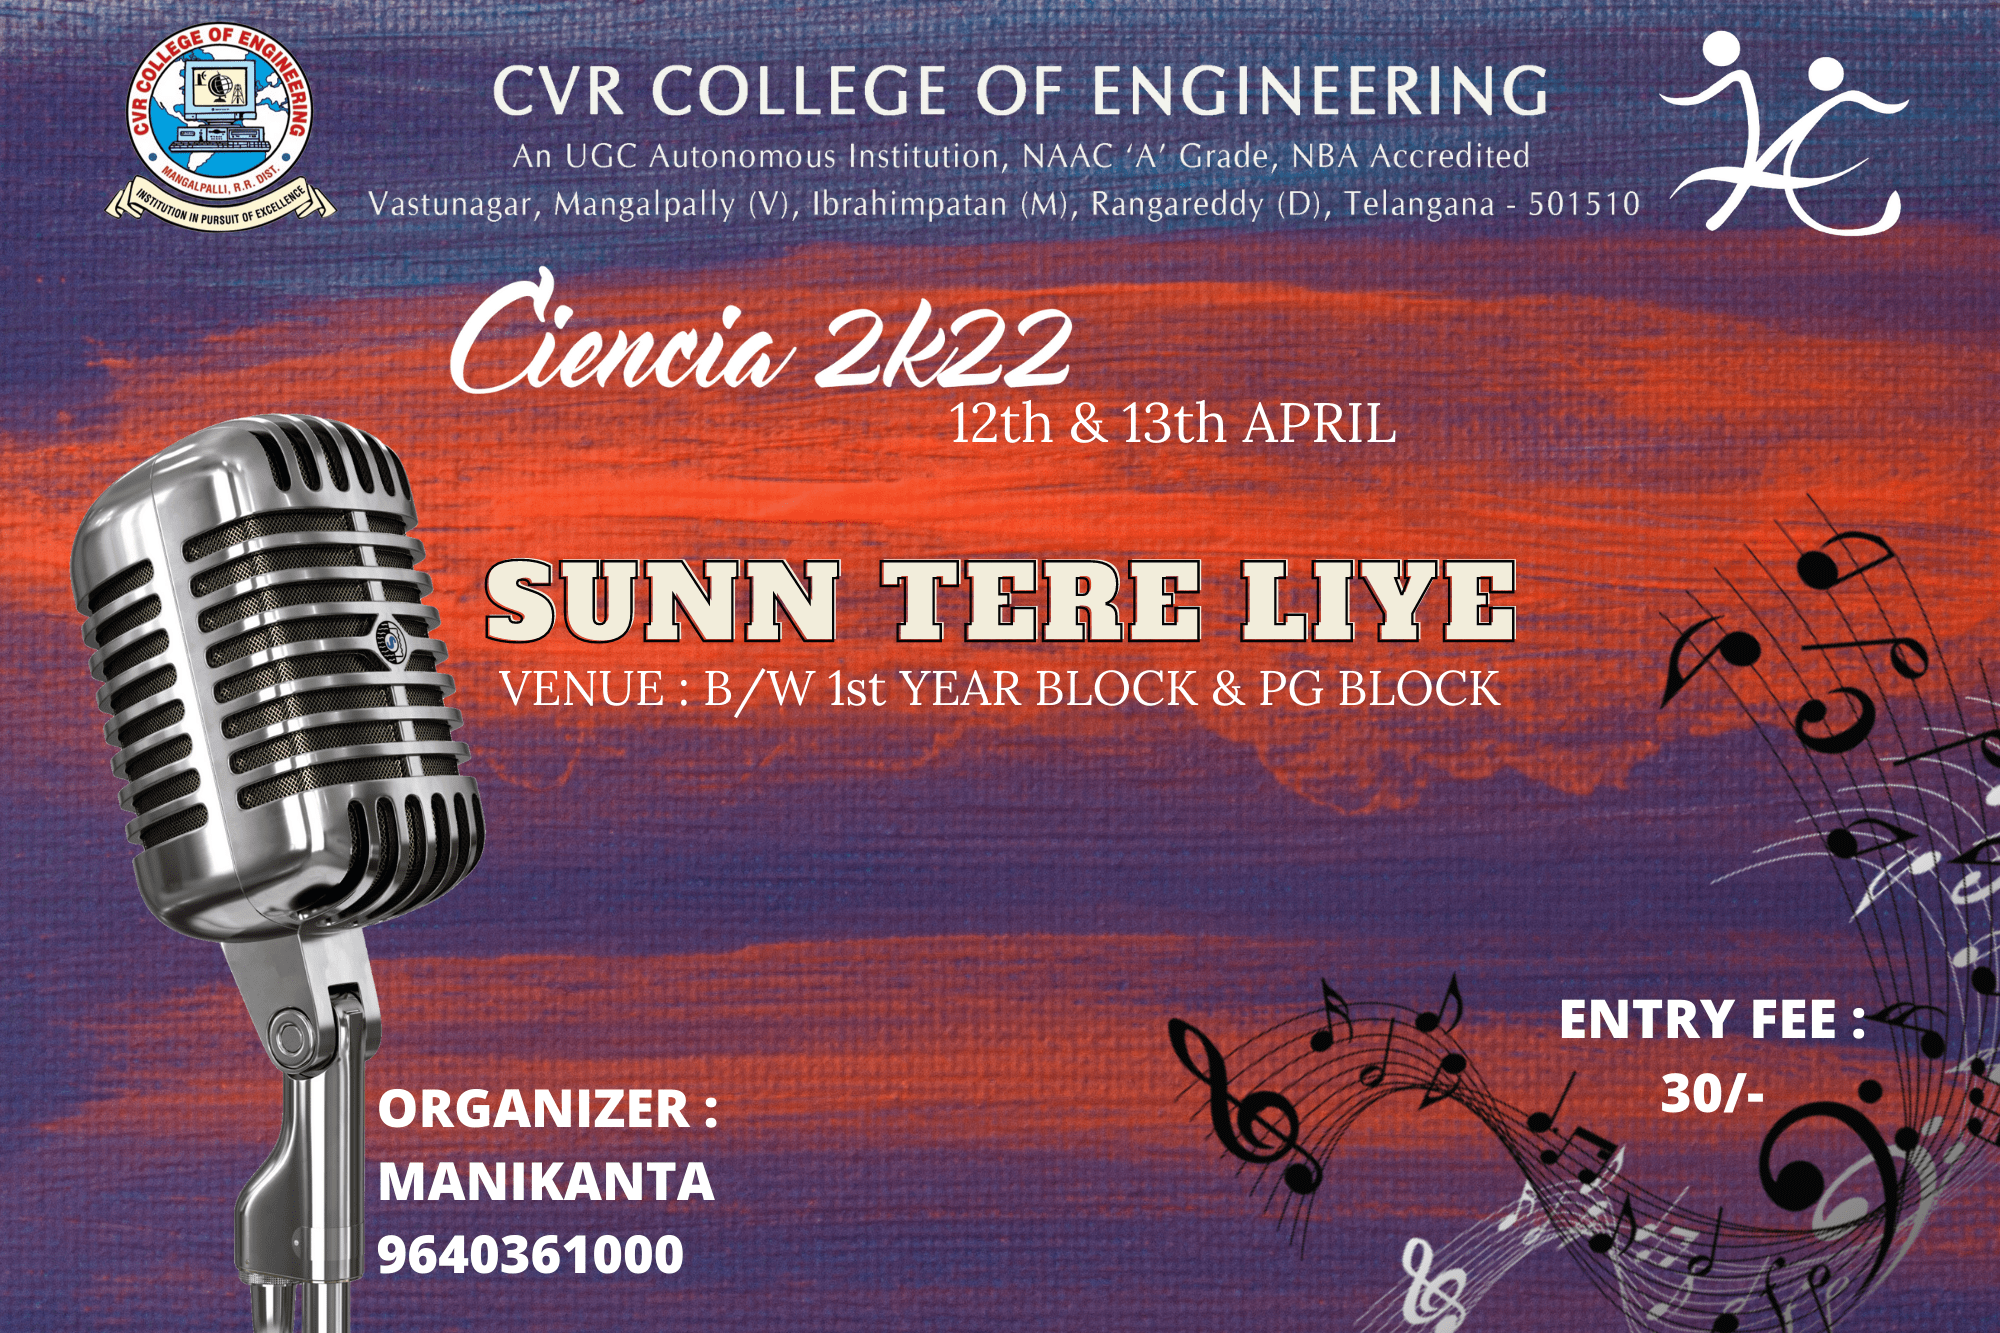 CVR COLLEGE OF ENGINEERING
MANGALPALLI, R.R. DIST.
INSTITUTION IN PURSUIT OF EXCELLENCE
CVR COLLEGE OF ENGINEERING
An UGC Autonomous Institution, NAAC ‘A’ Grade, NBA Accredited
Vastunagar, Mangalpally (V), Ibrahimpatan (M), Rangareddy (D), Telangana - 501510
Ciencia 2k22
12th & 13th APRIL
SUNN TERE LIYE
VENUE : B/W 1st YEAR BLOCK & PG BLOCK
ENTRY FEE :
30/-
ORGANIZER :
MANIKANTA
9640361000